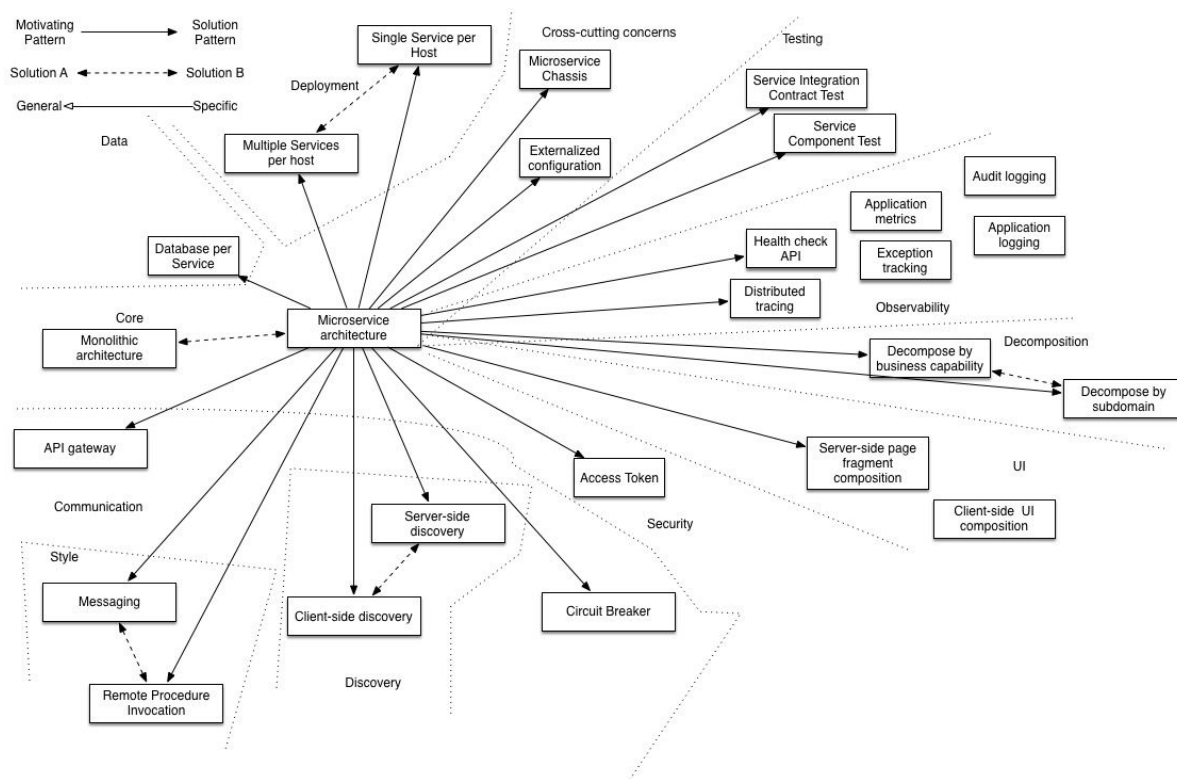 Motivating
Pattern
Solution
Pattern
Solution A
Solution B
General
Specific
Data
Deployment
Single Service per
Host
Multiple Services
per host
Cross-cutting concerns
Microservice
Chassis
Externalized
configuration
Testing
Service Integration
Contract Test
Service
Component Test
Audit logging
Application
metrics
Application
logging
Health check
API
Exception
tracking
Distributed
tracing
Observability
Database per
Service
Core
Monolithic
architecture
Microservice
architecture
Decomposition
Decompose by
business capability
Decompose by
subdomain
API gateway
Access Token
Server-side page
fragment
composition
UI
Client-side UI
composition
Communication
Server-side
discovery
Security
Style
Messaging
Client-side discovery
Circuit Breaker
Remote Procedure
Invocation
Discovery